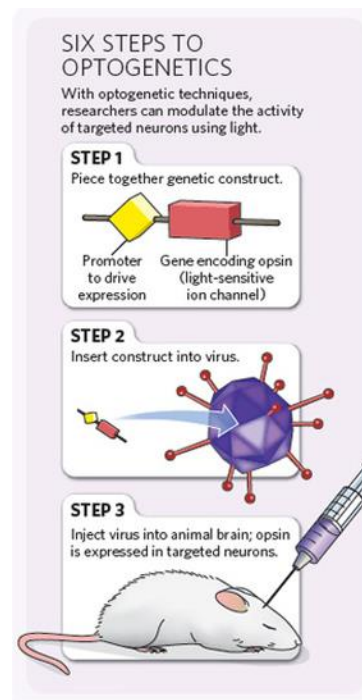 SIX STEPS TO
OPTOGENETICS
With optogenetic techniques,
researchers can modulate the activity
of targeted neurons using light.
STEP 1
Piece together genetic construct.
Promoter
to drive
expression
Gene encoding opsin
(light-sensitive
ion channel)
STEP 2
Insert construct into virus.
STEP 3
Inject virus into animal brain; opsin
is expressed in targeted neurons.